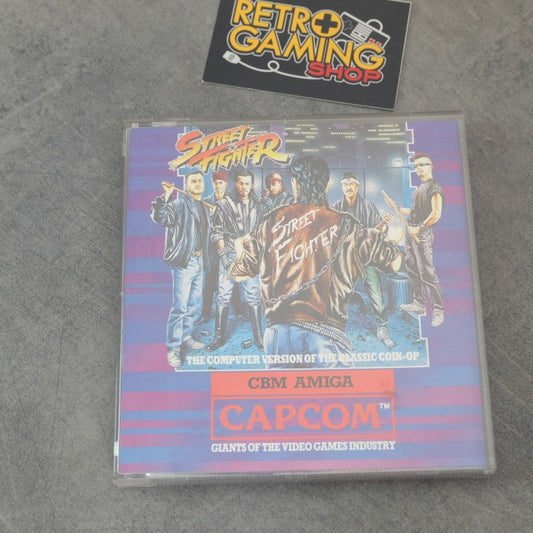 RETRO
GAMING
SHOP
STREET
FIGHTER
STREET
FIGHTER
THE COMPUTER VERSION OF THE CLASSIC COIN-OP
CBM AMIGA
CAPCOM™
GIANTS OF THE VIDEO GAMES INDUSTRY